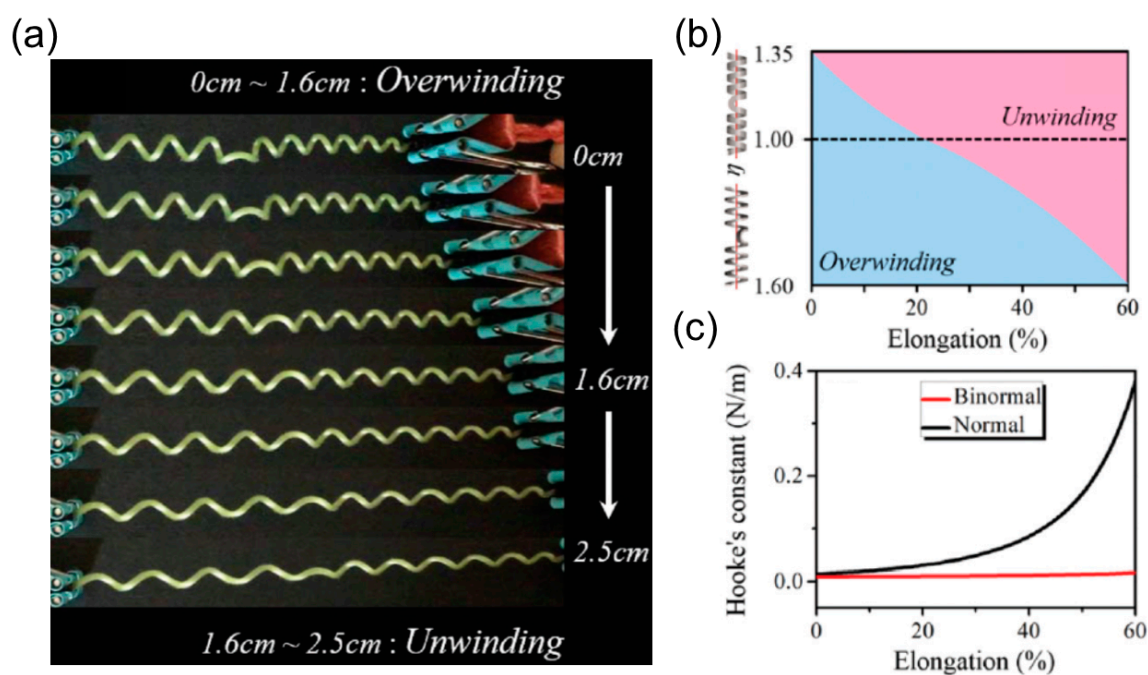 (a)
0cm ~ 1.6cm : Overwinding
0cm
1.6cm
2.5cm
1.6cm ~ 2.5cm : Unwinding
(b)
1.35
1.00
η
1.60
Unwinding
Overwinding
0
20
40
60
Elongation (%)
(c)
Hooke's constant (N/m)
0.4
0.2
0.0
Binormal
Normal
0
20
40
60
Elongation (%)